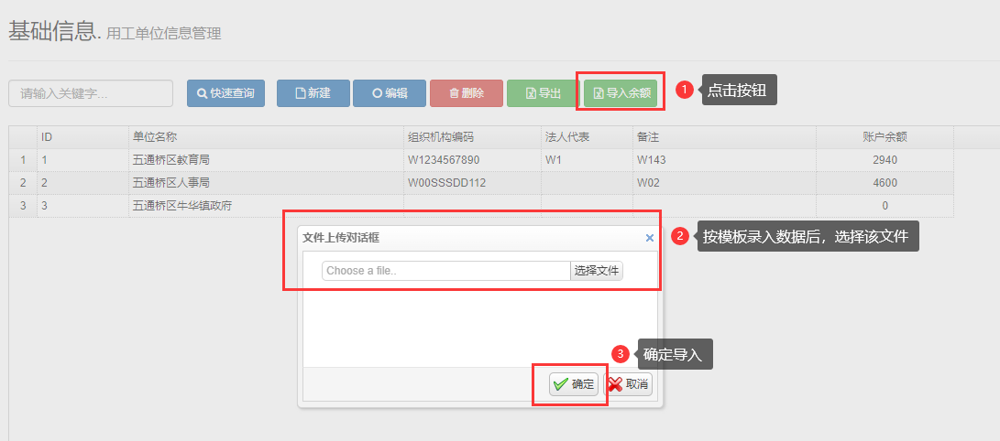 基础信息. 用工单位信息管理
请输入关键字... 快速查询 新建 编辑 删除 导出 导入余额 1 点击按钮
ID 单位名称 组织机构编码 法人代表 备注 账户余额
1 1 五通桥区教育局 W1234567890 W1 W143 2940
2 2 五通桥区人事局 W00SSSDD112 W02 4600
3 3 五通桥区牛华镇政府 0
文件上传对话框
2 按模板录入数据后，选择该文件
Choose a file.. 选择文件
3 确定导入
确定 取消